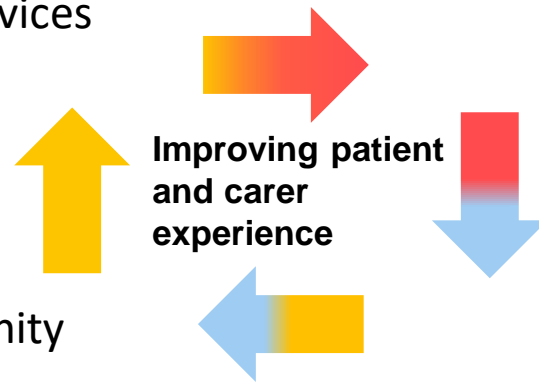 vices
Improving patient
and carer
experience
nity